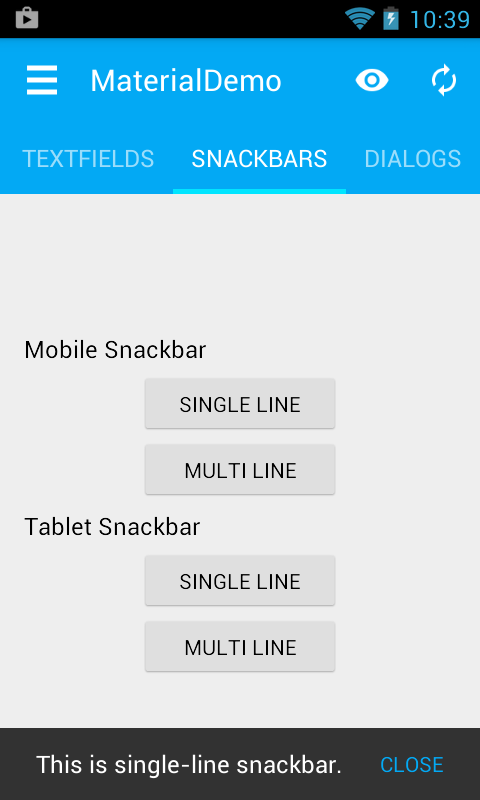 10:39
MaterialDemo
TEXTFIELDS SNACKBARS DIALOGS
Mobile Snackbar
SINGLE LINE
MULTI LINE
Tablet Snackbar
SINGLE LINE
MULTI LINE
This is single-line snackbar. CLOSE